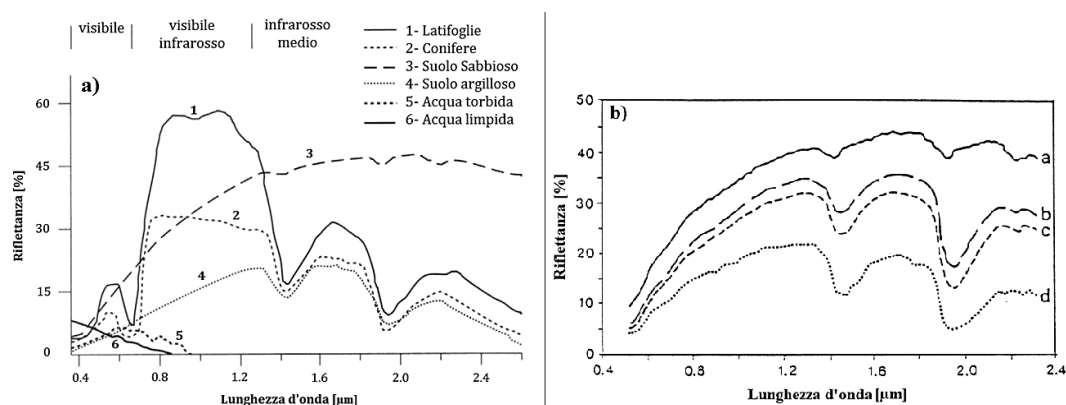 visibile
visibile
infrarosso
infrarosso
medio
1- Latifoglie
2- Conifere
3- Suolo Sabbioso
4- Suolo argilloso
5- Acqua torbida
6- Acqua limpida
a)
Riflettanza [%]
60
45
30
15
0
1
2
3
4
5
6
0.4
0.8
1.2
1.6
2.0
2.4
Lunghezza d'onda [µm]
b)
Riflettanza [%]
50
40
30
20
10
0
a
b
c
d
0.4
0.8
1.2
1.6
2.0
2.4
Lunghezza d'onda [µm]